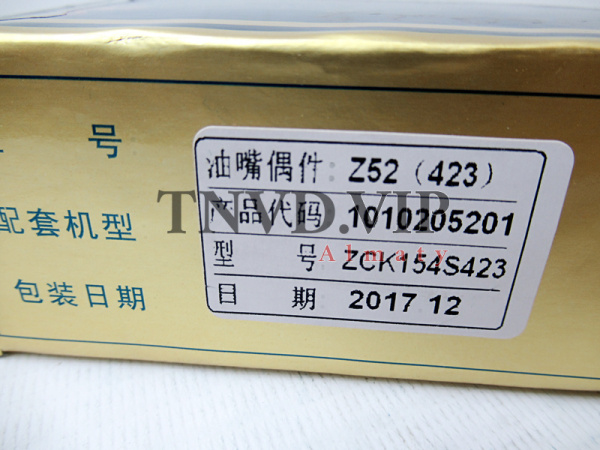 号
配套机型
包装日期
油嘴偶件: Z52 (423)
产品代码: 1010205201
型 号: ZCK154S423
日 期: 2017 12
TNVD.VIP
Almaty